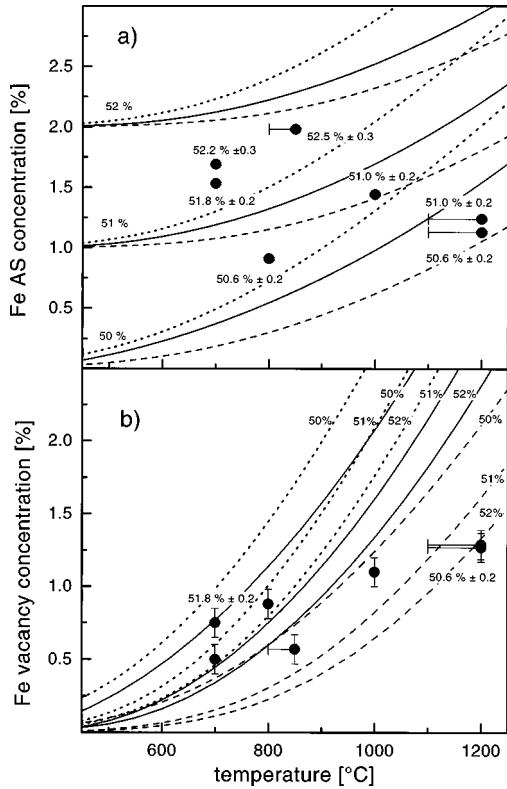 a)
Fe AS concentration [%]
2.5
2.0
1.5
1.0
0.5
52 %
52.2 % ±0.3
52.5 % ± 0.3
51.8 % ± 0.2
51.0 % ± 0.2
51 %
51.0 % ± 0.2
50.6 % ± 0.2
50.6 % ± 0.2
50 %
b)
Fe vacancy concentration [%]
2.5
2.0
1.5
1.0
0.5
50%
50%
51%
52%
51%
52%
50%
51%
52%
51.8 % ± 0.2
50.6 % ± 0.2
600 800 1000 1200
temperature [°C]